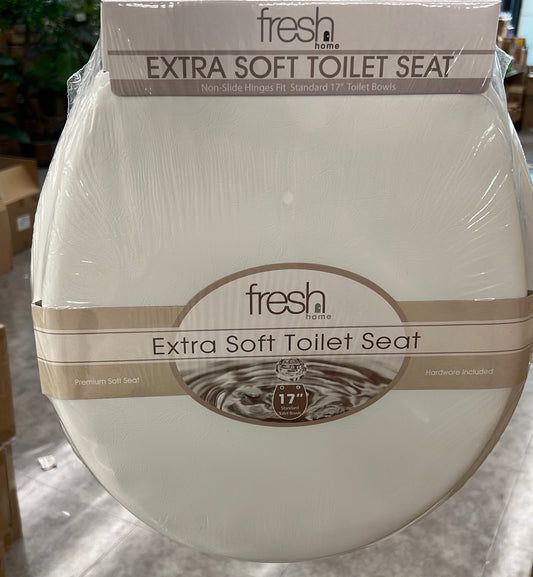 fresh
home
EXTRA SOFT TOILET SEAT
Non-Slide Hinges Fit Standard 17" Toilet Bowls
fresh
home
Extra Soft Toilet Seat
Premium Soft Seat
Hardware Included
17"
Standard
Toilet Bowls